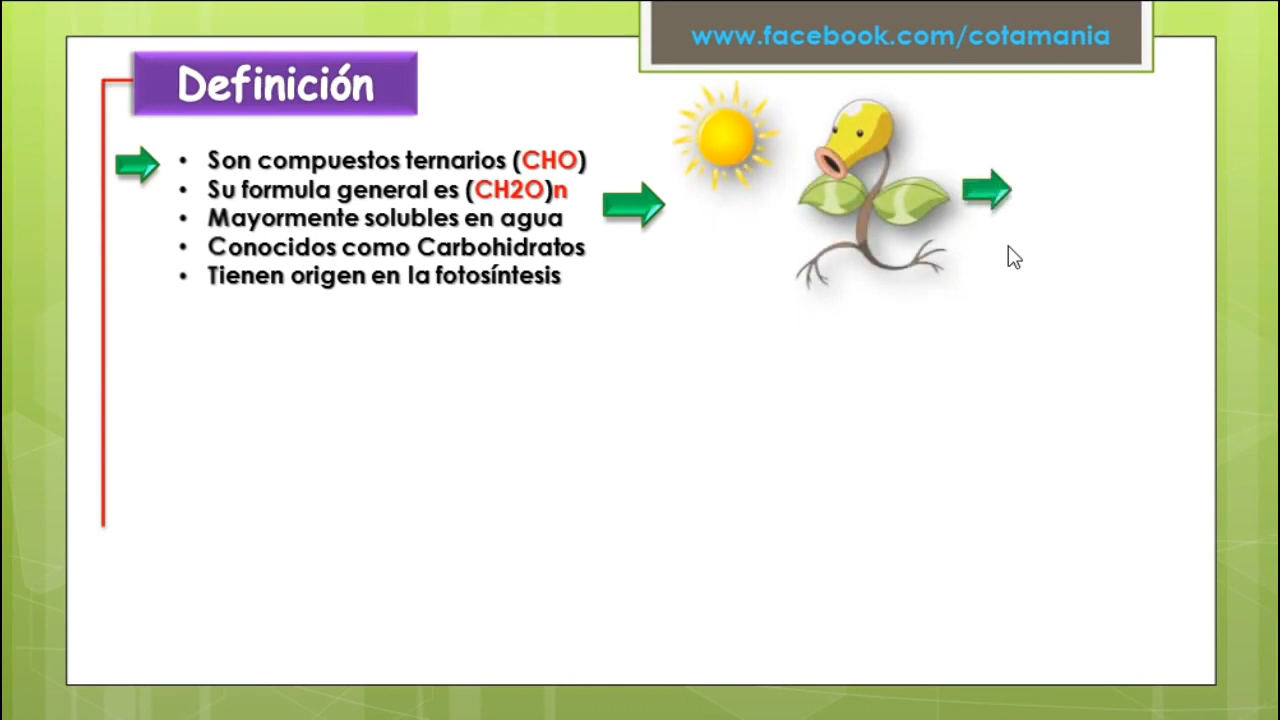 www.facebook.com/cotamania
Definición
• Son compuestos ternarios (CHO)
• Su formula general es (CH2O)n
• Mayormente solubles en agua
• Conocidos como Carbohidratos
• Tienen origen en la fotosíntesis